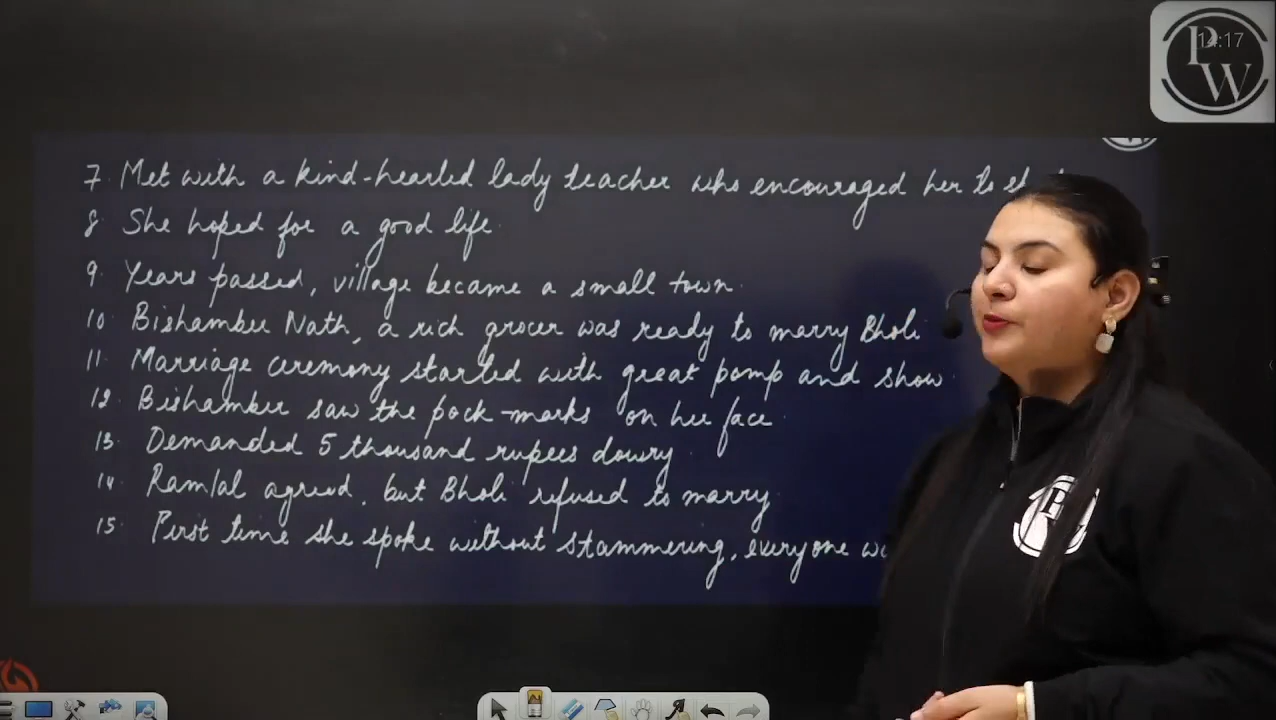 14:17
PW
7. Met with a kind-hearted lady teacher who encouraged her to
8. She hoped for a good life.
9. Years passed, village became a small town.
10. Bishamber Nath, a rich grocer was ready to marry Bholi
11. Marriage ceremony started with great pomp and show.
12. Bishamber saw the pock-marks on her face.
13. Demanded 5 thousand rupees dowry.
14. Ramlal agreed, but Bholi refused to marry.
15. First time she spoke without stammering, everyone